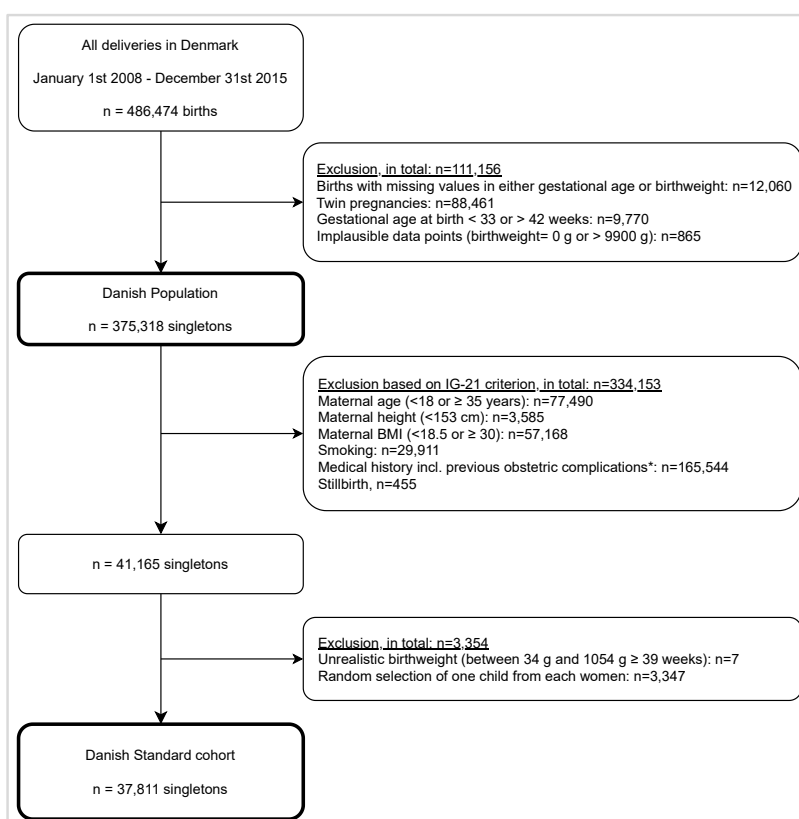 All deliveries in Denmark
January 1st 2008 - December 31st 2015
n = 486,474 births
Exclusion, in total: n=111,156
Births with missing values in either gestational age or birthweight: n=12,060
Twin pregnancies: n=88,461
Gestational age at birth < 33 or > 42 weeks: n=9,770
Implausible data points (birthweight= 0 g or > 9900 g): n=865
Danish Population
n = 375,318 singletons
Exclusion based on IG-21 criterion, in total: n=334,153
Maternal age (<18 or ≥ 35 years): n=77,490
Maternal height (<153 cm): n=3,585
Maternal BMI (<18.5 or ≥ 30): n=57,168
Smoking: n=29,911
Medical history incl. previous obstetric complications*: n=165,544
Stillbirth, n=455
n = 41,165 singletons
Exclusion, in total: n=3,354
Unrealistic birthweight (between 34 g and 1054 g ≥ 39 weeks): n=7
Random selection of one child from each women: n=3,347
Danish Standard cohort
n = 37,811 singletons